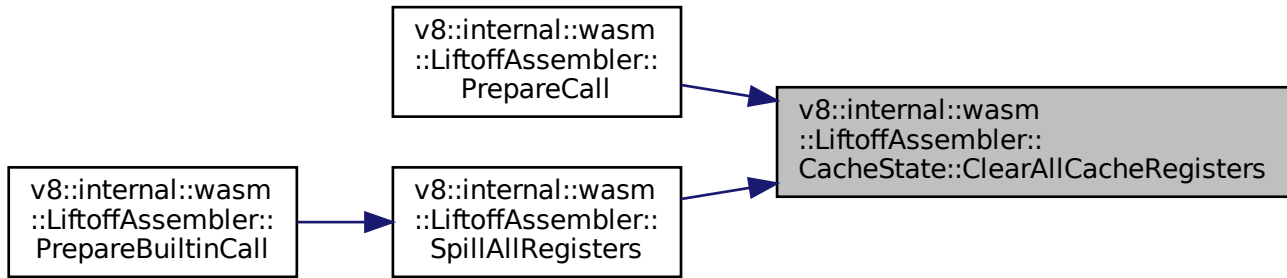 v8::internal::wasm
::LiftoffAssembler::
PrepareCall
v8::internal::wasm
::LiftoffAssembler::
CacheState::ClearAllCacheRegisters
v8::internal::wasm
::LiftoffAssembler::
PrepareBuiltinCall
v8::internal::wasm
::LiftoffAssembler::
SpillAllRegisters